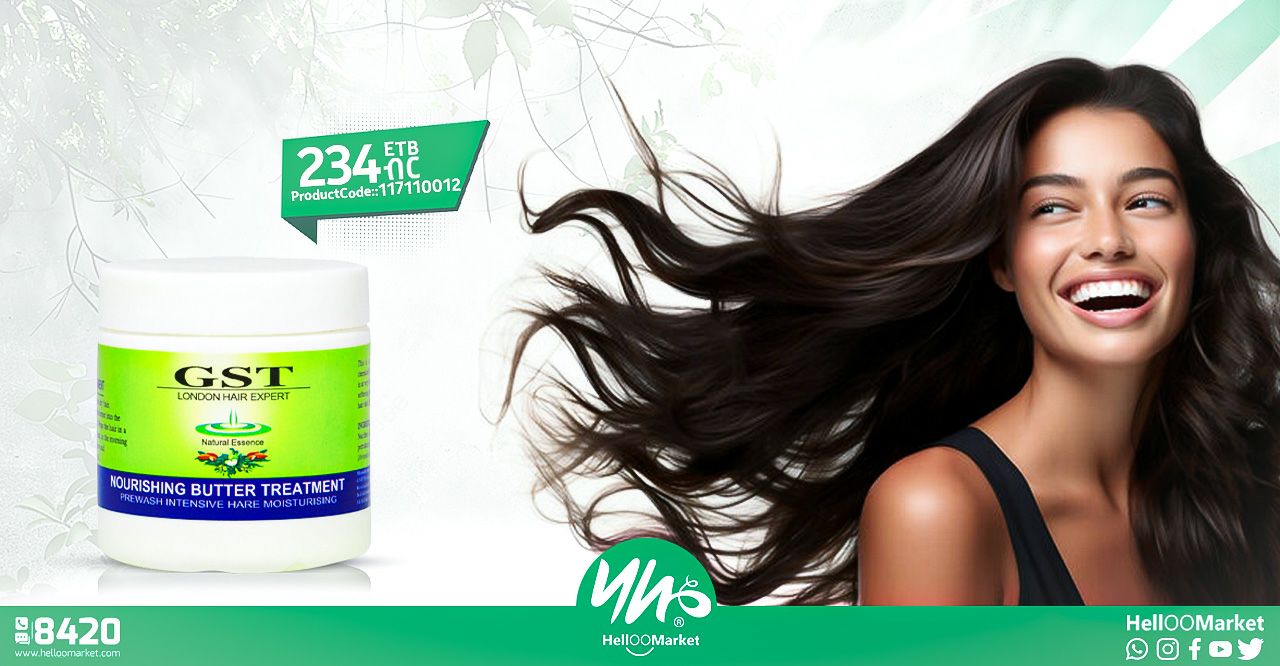 234 ETB ብር
ProductCode::117110012
GST
LONDON HAIR EXPERT
Natural Essence
NOURISHING BUTTER TREATMENT
PREWASH INTENSIVE HARE MOISTURISING
8420
www.helloomarket.com
®
HellOOMarket
HellOOMarket